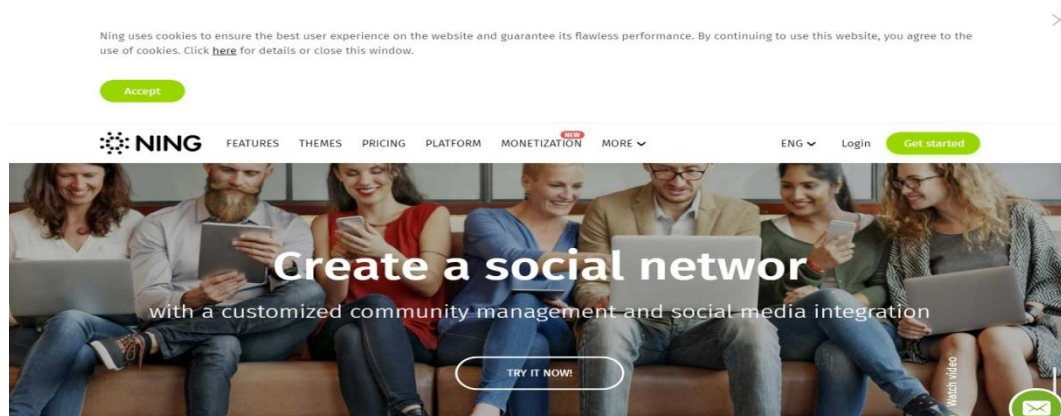 Ning uses cookies to ensure the best user experience on the website and guarantee its flawless performance. By continuing to use this website, you agree to the
use of cookies. Click here for details or close this window.
Accept
NING FEATURES THEMES PRICING PLATFORM MONETIZATION NEW MORE ENG Login Get started
Create a social networ
with a customized community management and social media integration
TRY IT NOW!
Watch video